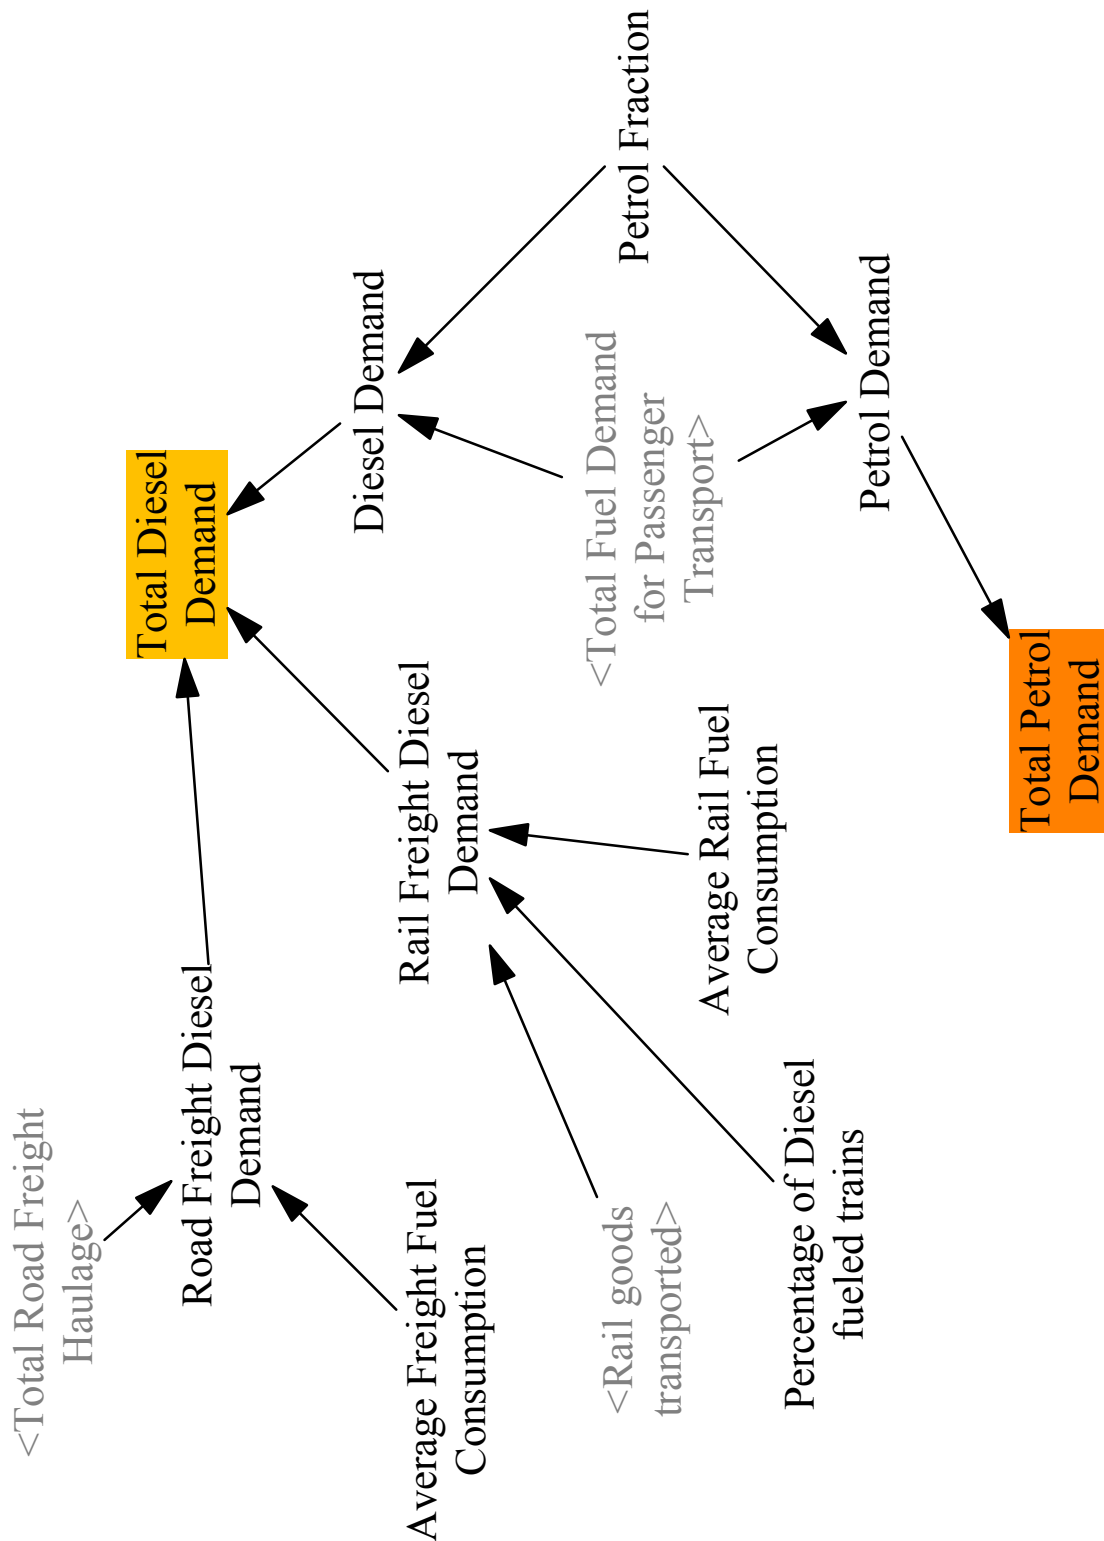 <Total Road Freight
Haulage>
Road Freight Diesel
Demand
Average Freight Fuel
Consumption
Total Diesel
Demand
Rail Freight Diesel
Demand
Diesel Demand
<Rail goods
transported>
Percentage of Diesel
fueled trains
Average Rail Fuel
Consumption
<Total Fuel Demand
for Passenger
Transport>
Petrol Fraction
Petrol Demand
Total Petrol
Demand